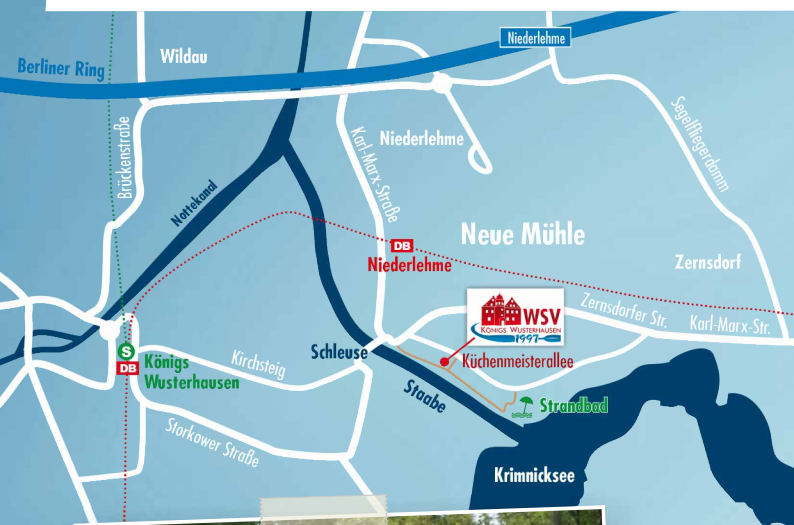 Niederlehme
Wildau
Berliner Ring
Brückenstraße
Nottekanal
Karl-Marx-Straße
Niederlehme
Segelfliegerdamm
Neue Mühle
DB
Niederlehme
Zernsdorf
WSV
KÖNIGS WUSTERHAUSEN
1997
Zernsdorfer Str.
Karl-Marx-Str.
Schleuse
Küchenmeisterallee
S
DB
Königs
Wusterhausen
Kirchsteig
Staabe
Strandbad
Storkower Straße
Krimnicksee